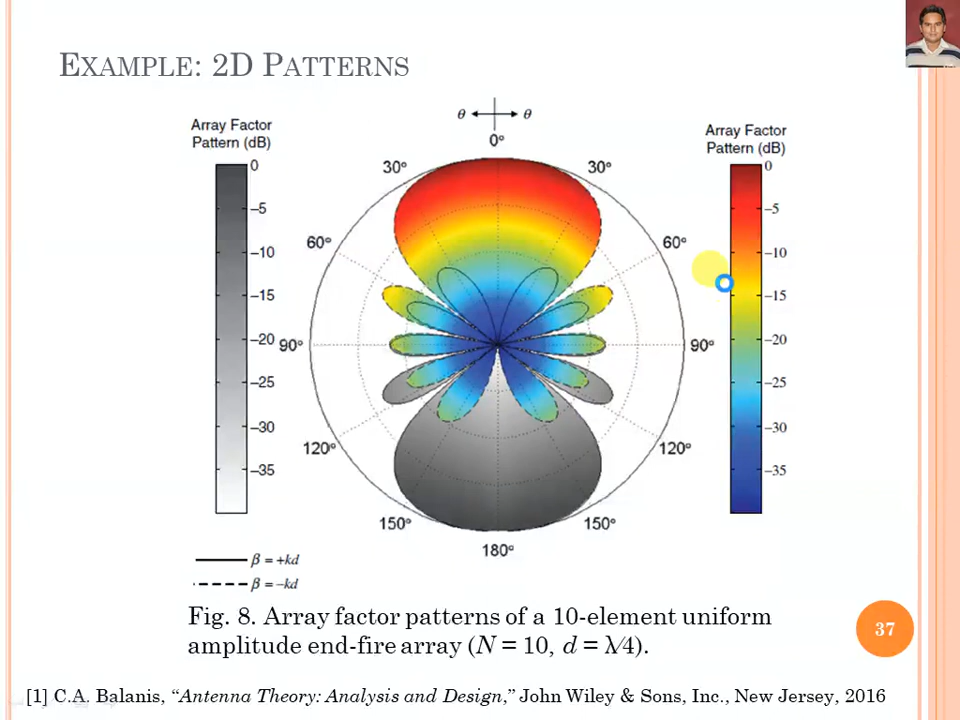 EXAMPLE: 2D PATTERNS
θ θ
Array Factor
Pattern (dB)
Array Factor
Pattern (dB)
0
–5
–10
–15
–20
–25
–30
–35
0°
30°
30°
60°
60°
90°
90°
120°
120°
150°
150°
180°
0
–5
–10
–15
–20
–25
–30
–35
β = +kd
β = –kd
Fig. 8. Array factor patterns of a 10-element uniform
amplitude end-fire array (N = 10, d = λ/4).
37
[1] C.A. Balanis, “Antenna Theory: Analysis and Design,” John Wiley & Sons, Inc., New Jersey, 2016